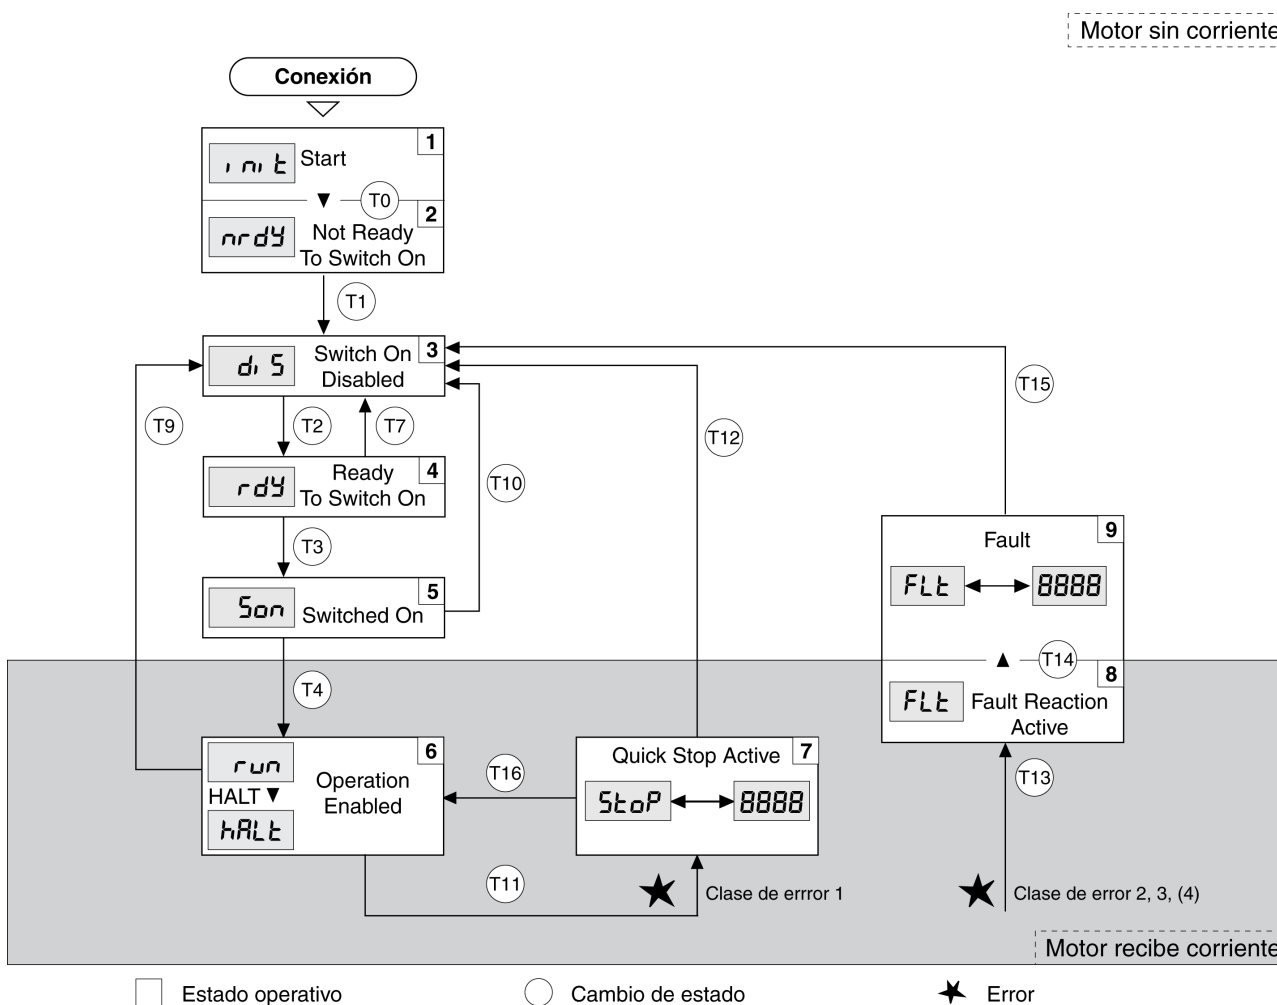 Motor sin corriente
Conexión
1
init Start
T0
2
nrdy Not Ready
To Switch On
T1
diS Switch On 3
Disabled
T15
T9
T2
T7
T12
rdy Ready 4
To Switch On
T10
T3
Son Switched On 5
9
Fault
FLt 8888
T14
8
FLt Fault Reaction
Active
T4
run 6
HALT Operation
Enabled
hALt
T16
Quick Stop Active 7
StoP 8888
T13
T11
Clase de errror 1
Clase de error 2, 3, (4)
Motor recibe corriente
Estado operativo
Cambio de estado
Error